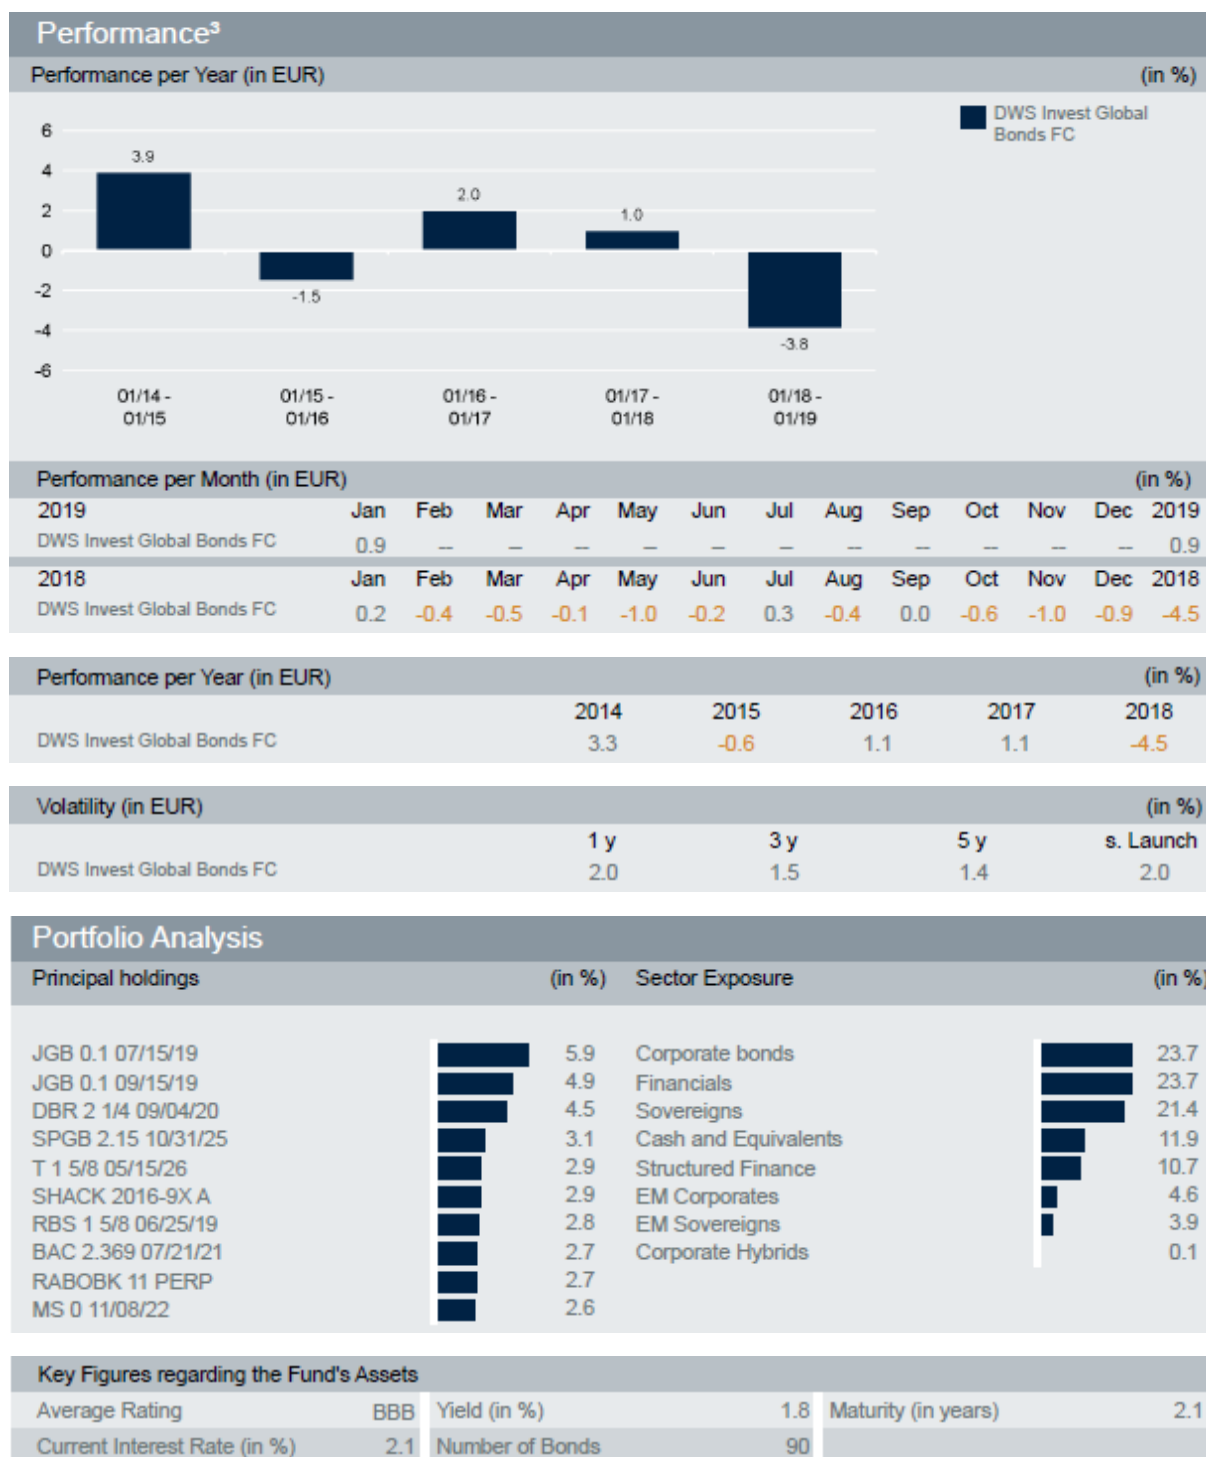 Performance³
Performance per Year (in EUR) (in %)
DWS Invest Global
Bonds FC
6
4
2
0
-2
-4
-6
3.9
-1.5
2.0
1.0
-3.8
01/14 - 01/15 - 01/16 - 01/17 - 01/18 -
01/15 01/16 01/17 01/18 01/19
Performance per Month (in EUR) (in %)
2019 Jan Feb Mar Apr May Jun Jul Aug Sep Oct Nov Dec 2019
DWS Invest Global Bonds FC 0.9 -- -- -- -- -- -- -- -- -- -- -- 0.9
2018 Jan Feb Mar Apr May Jun Jul Aug Sep Oct Nov Dec 2018
DWS Invest Global Bonds FC 0.2 -0.4 -0.5 -0.1 -1.0 -0.2 0.3 -0.4 0.0 -0.6 -1.0 -0.9 -4.5
Performance per Year (in EUR) (in %)
2014 2015 2016 2017 2018
DWS Invest Global Bonds FC 3.3 -0.6 1.1 1.1 -4.5
Volatility (in EUR) (in %)
1 y 3 y 5 y s. Launch
DWS Invest Global Bonds FC 2.0 1.5 1.4 2.0
Portfolio Analysis
Principal holdings (in %) Sector Exposure (in %)
JGB 0.1 07/15/19 5.9 Corporate bonds 23.7
JGB 0.1 09/15/19 4.9 Financials 23.7
DBR 2 1/4 09/04/20 4.5 Sovereigns 21.4
SPGB 2.15 10/31/25 3.1 Cash and Equivalents 11.9
T 1 5/8 05/15/26 2.9 Structured Finance 10.7
SHACK 2016-9X A 2.9 EM Corporates 4.6
RBS 1 5/8 06/25/19 2.8 EM Sovereigns 3.9
BAC 2.369 07/21/21 2.7 Corporate Hybrids 0.1
RABOBK 11 PERP 2.7
MS 0 11/08/22 2.6
Key Figures regarding the Fund's Assets
Average Rating BBB Yield (in %) 1.8 Maturity (in years) 2.1
Current Interest Rate (in %) 2.1 Number of Bonds 90